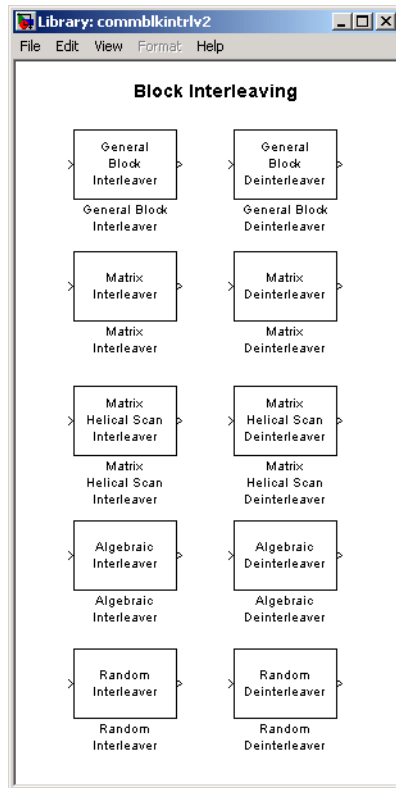 Library: commblkintrlv2
File Edit View Format Help
Block Interleaving
General
Block
Interleaver
General Block
Interleaver
General
Block
Deinterleaver
General Block
Deinterleaver
Matrix
Interleaver
Matrix
Interleaver
Matrix
Deinterleaver
Matrix
Deinterleaver
Matrix
Helical Scan
Interleaver
Matrix
Helical Scan
Interleaver
Matrix
Helical Scan
Deinterleaver
Matrix
Helical Scan
Deinterleaver
Algebraic
Interleaver
Algebraic
Interleaver
Algebraic
Deinterleaver
Algebraic
Deinterleaver
Random
Interleaver
Random
Interleaver
Random
Deinterleaver
Random
Deinterleaver